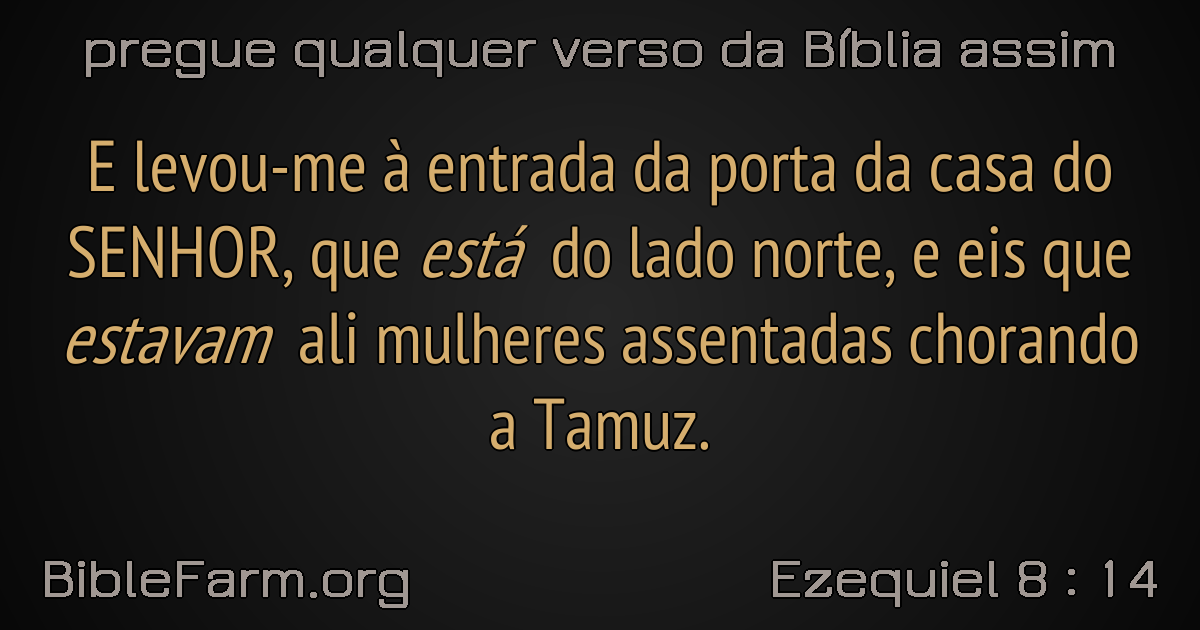 pregue qualquer verso da Bíblia assim
E levou-me à entrada da porta da casa do
SENHOR, que está do lado norte, e eis que
estavam ali mulheres assentadas chorando
a Tamuz.
BibleFarm.org
Ezequiel 8 : 14